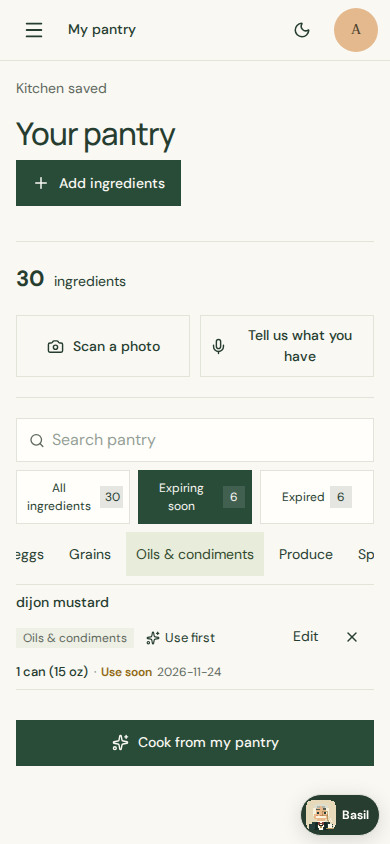 My pantry
A
Kitchen saved
Your pantry
Add ingredients
30 ingredients
Scan a photo
Tell us what you
have
Search pantry
All
ingredients
30
Expiring
soon
6
Expired 6
eggs Grains Oils & condiments Produce Sp
dijon mustard
Oils & condiments Use first Edit
1 can (15 oz) · Use soon 2026-11-24
Cook from my pantry
Basil